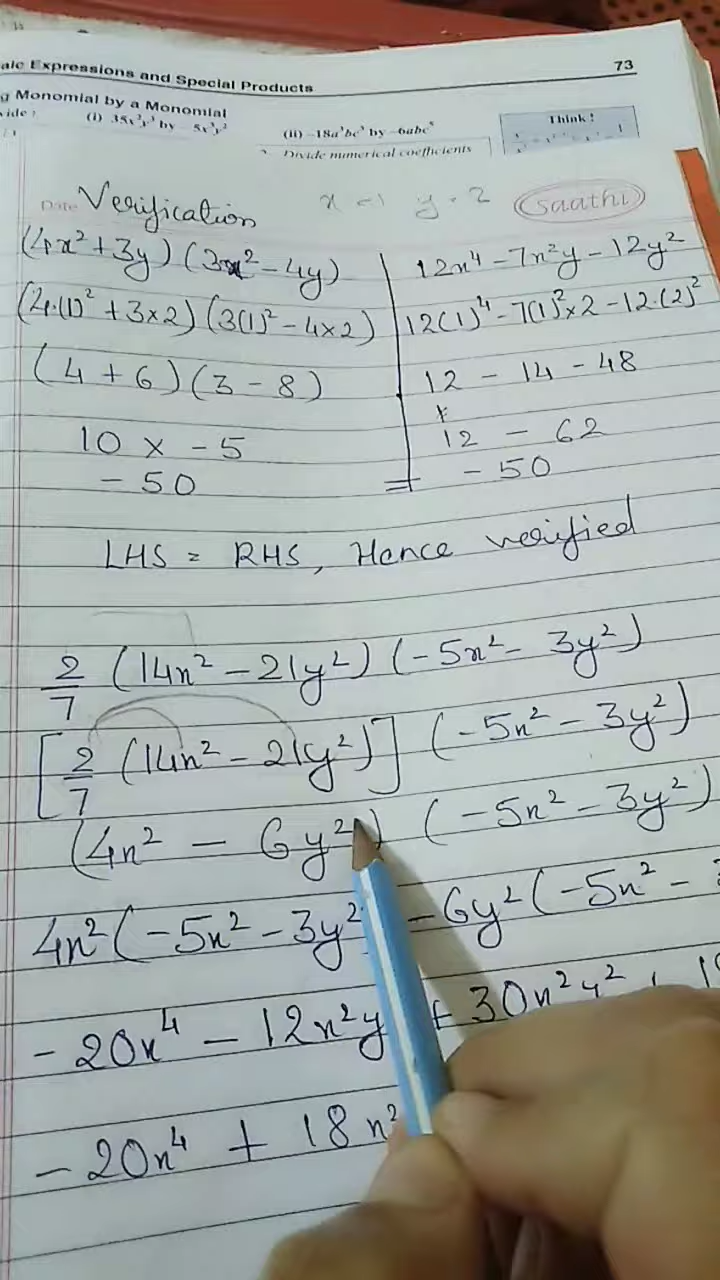 aic Expressions and Special Products 73
g Monomial by a Monomial
vide : (i) 35x³y³ by 5x³y² (ii) -18a³bc³ by -6abc⁵
Think !
Divide numerical coefficients
Date Verification x = 1 y = 2 Saathi
(4x² + 3y) (3x² - 4y) 12x⁴ - 7x²y - 12y²
(4·(1)² + 3×2) (3(1)² - 4×2) 12(1)⁴ - 7(1)²×2 - 12·(2)²
(4 + 6) (3 - 8) 12 - 14 - 48
10 × - 5 12 - 62
- 50 = - 50
LHS = RHS, Hence verified
2/7 (14x² - 21y²) (-5x² - 3y²)
[2/7 (14x² - 21y²)] (-5x² - 3y²)
(4x² - 6y²) (-5x² - 3y²)
4x² (-5x² - 3y² - 6y² (-5x² -
- 20x⁴ - 12x²y + 30x²y² +
- 20x⁴ + 18x²